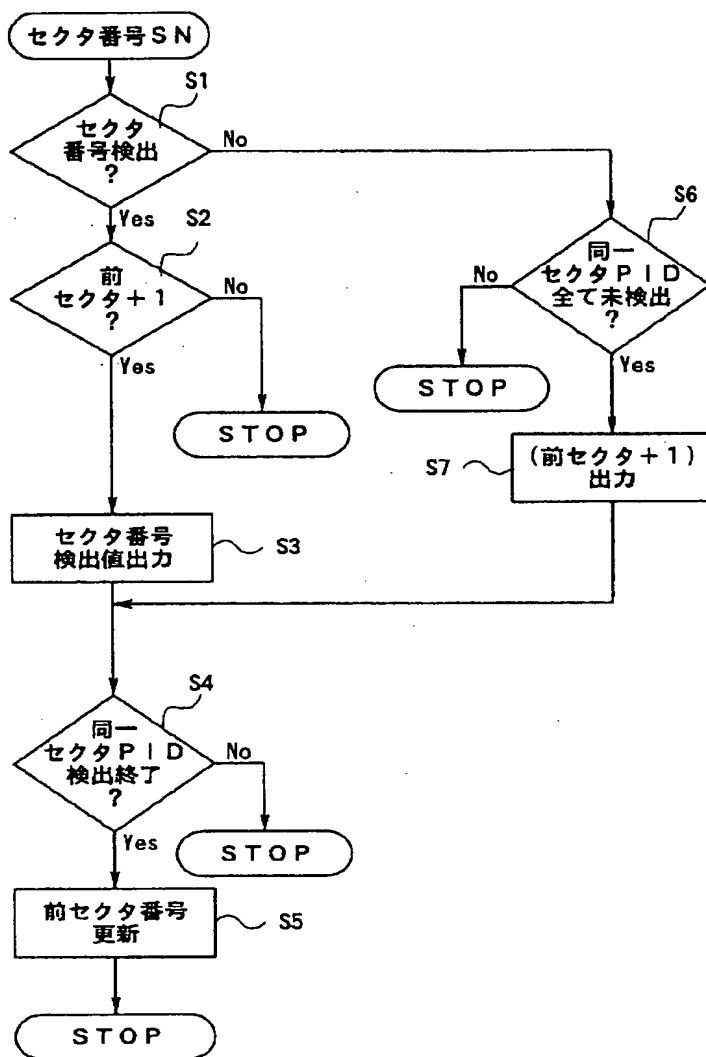 セクタ番号SN
S1
セクタ
番号検出
?
No
Yes
S2
前
セクタ+1
?
No
Yes
STOP
S6
同一
セクタPID
全て未検出
?
No
Yes
STOP
S7
(前セクタ+1)
出力
セクタ番号
検出値出力
S3
S4
同一
セクタPID
検出終了
?
No
Yes
STOP
前セクタ番号
更新
S5
STOP